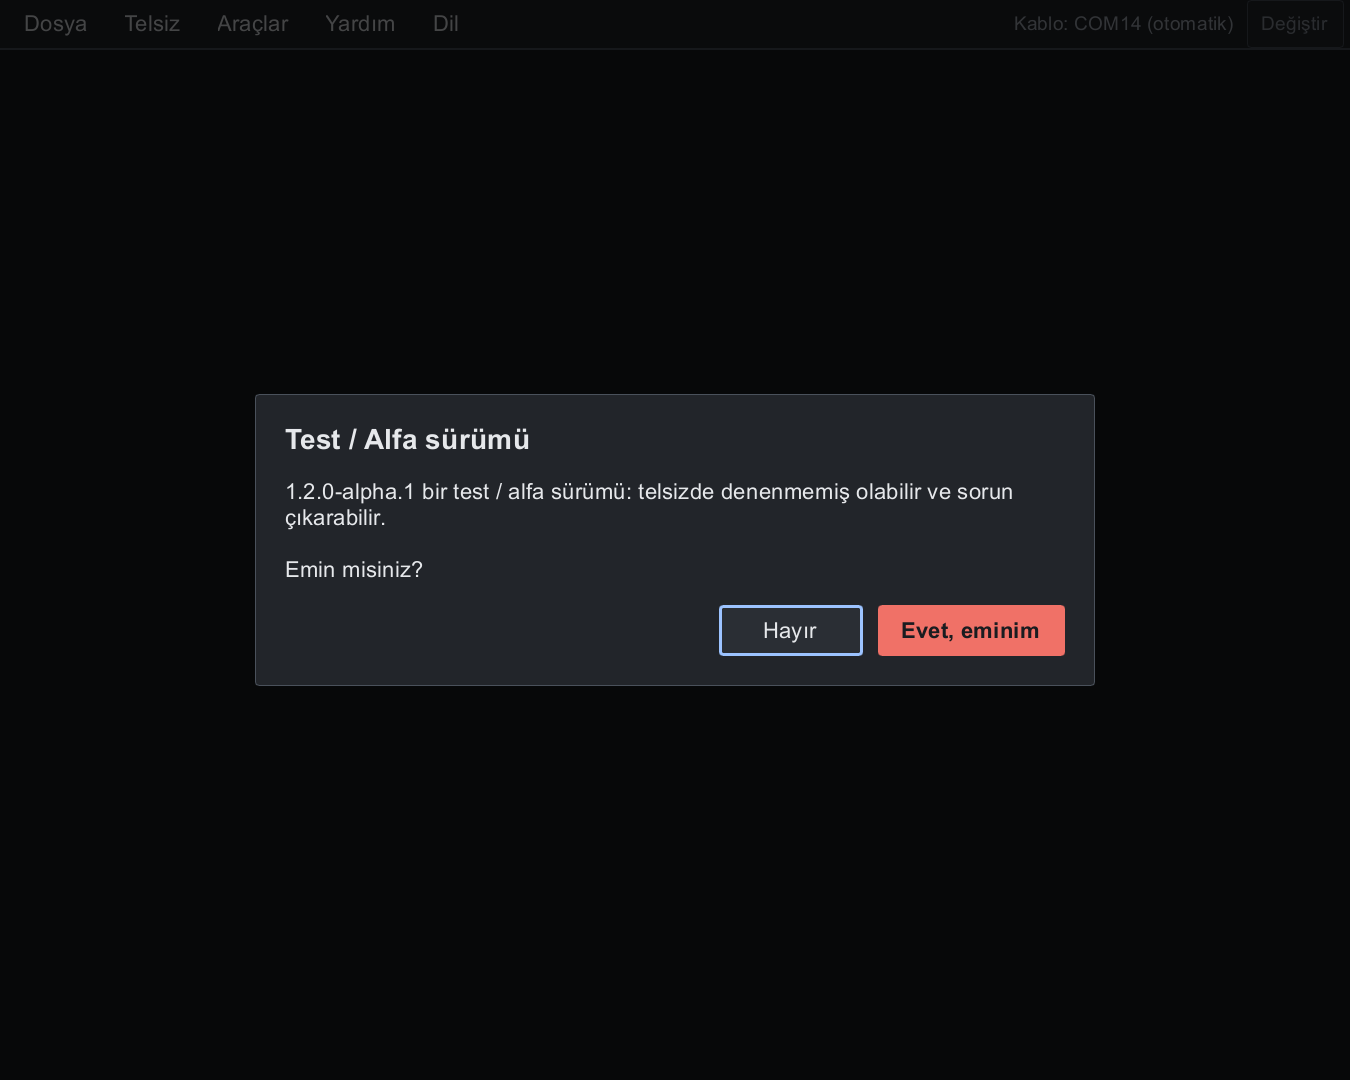 Dosya Telsiz Araçlar Yardım Dil Kablo: COM14 (otomatik) Değiştir
Test / Alfa sürümü
1.2.0-alpha.1 bir test / alfa sürümü: telsizde denenmemiş olabilir ve sorun
çıkarabilir.
Emin misiniz?
Hayır Evet, eminim